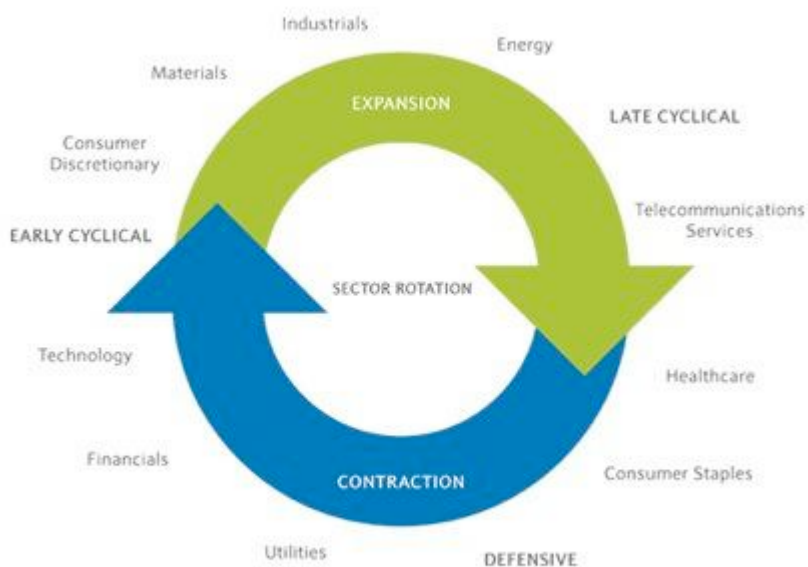 Industrials
Energy
Materials
EXPANSION
LATE CYCLICAL
Consumer
Discretionary
Telecommunications
Services
EARLY CYCLICAL
SECTOR ROTATION
Technology
Healthcare
Financials
Consumer Staples
CONTRACTION
Utilities
DEFENSIVE